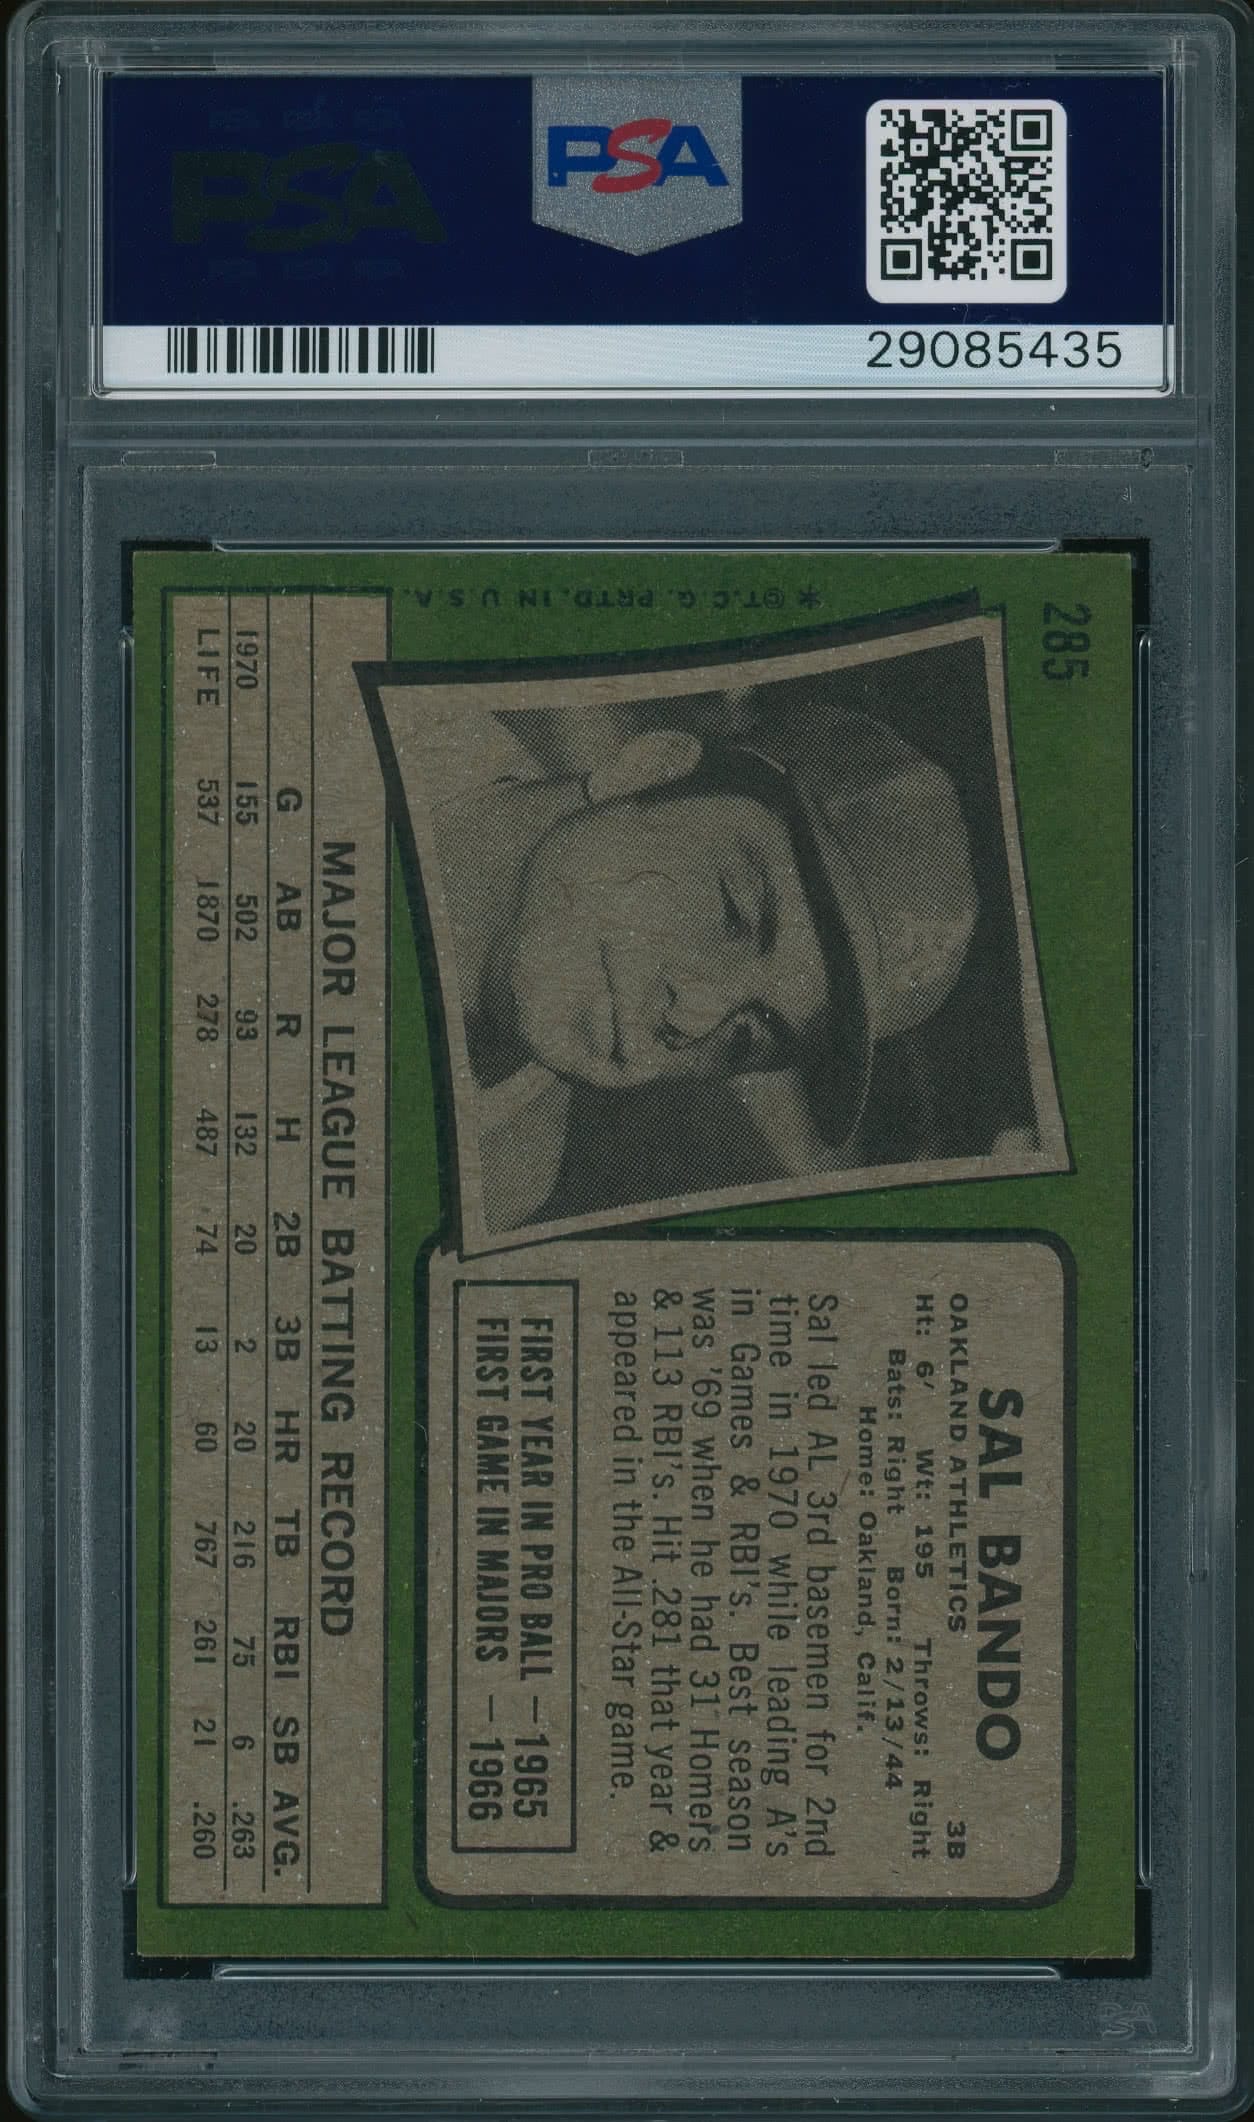 PSA
PSA
29085435
285
SAL BANDO
OAKLAND ATHLETICS 3B
Ht: 6' Wt: 195 Throws: Right
Bats: Right Born: 2/13/44
Home: Oakland, Calif.
Sal led AL 3rd basemen for 2nd
time in 1970 while leading A's
in Games & RBI's. Best season
was '69 when he had 31 Homers
& 113 RBI's. Hit .281 that year &
appeared in the All-Star game.
FIRST YEAR IN PRO BALL — 1965
FIRST GAME IN MAJORS — 1966
*©T.C.G. PRTD. IN U.S.A.
MAJOR LEAGUE BATTING RECORD
G AB R H 2B 3B HR TB RBI SB AVG.
1970 155 502 93 132 20 2 20 216 75 6 .263
LIFE 537 1870 278 487 74 13 60 767 261 21 .260
PSA